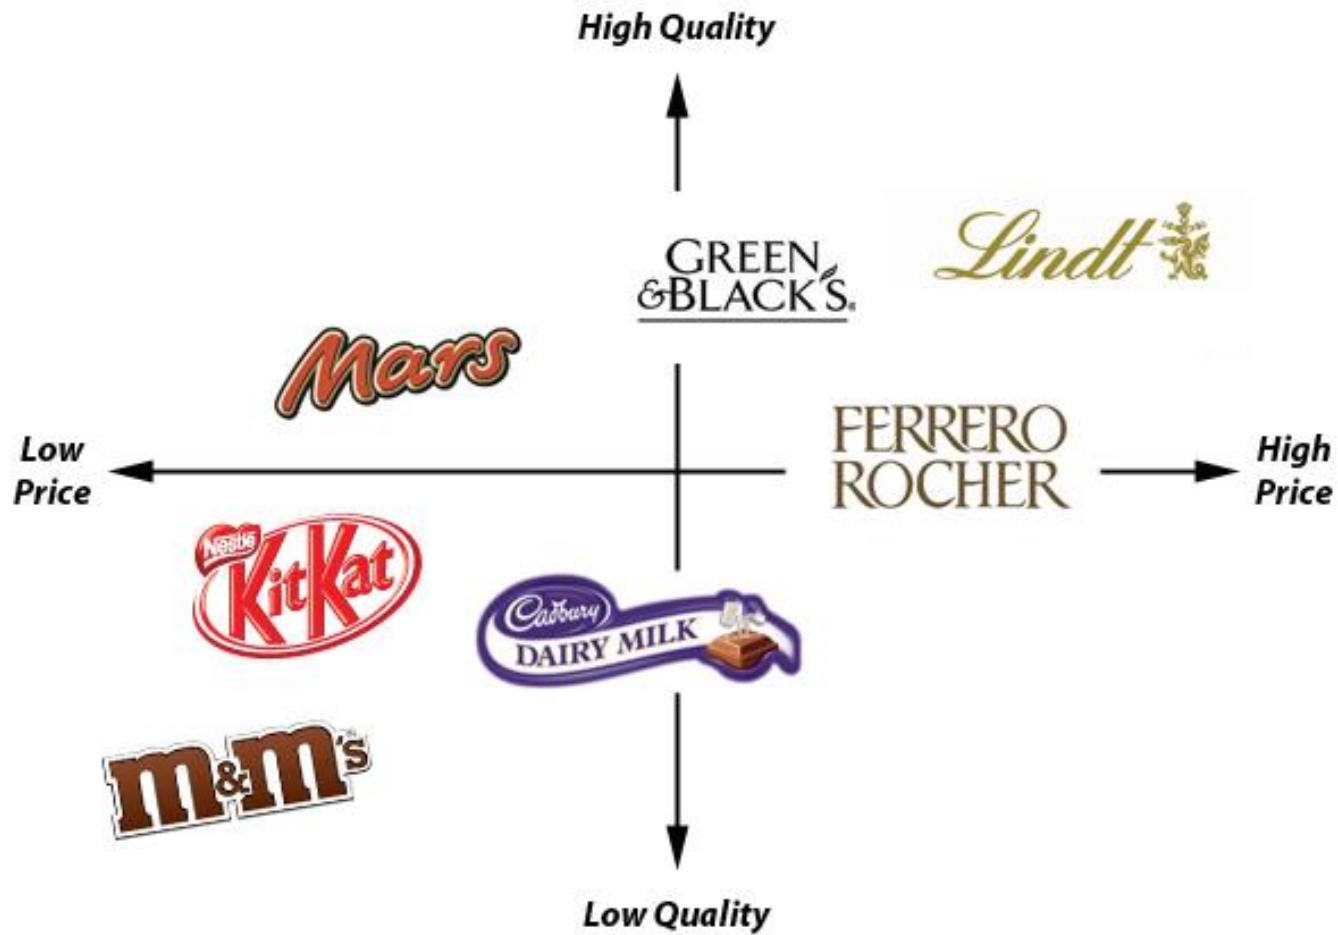 High Quality
Lindt
GREEN
&BLACK'S®
Mars
Low
Price
FERRERO
ROCHER
High
Price
Nestlé
KitKat
Cadbury
DAIRY MILK
m&m's
Low Quality